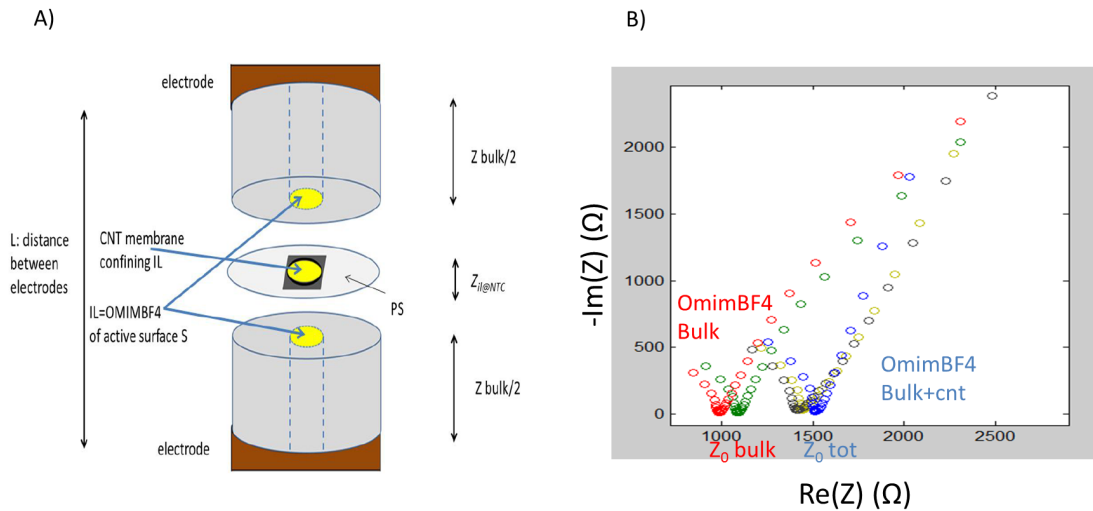 A)
electrode
Z bulk/2
L: distance
between
electrodes
CNT membrane
confining IL
Zil@NTC
PS
IL=OMIMBF4
of active surface S
Z bulk/2
electrode
B)
-Im(Z) (Ω)
2000
1500
1000
500
0
OmimBF4
Bulk
OmimBF4
Bulk+cnt
1000
1500
2000
2500
Z0 bulk
Z0 tot
Re(Z) (Ω)